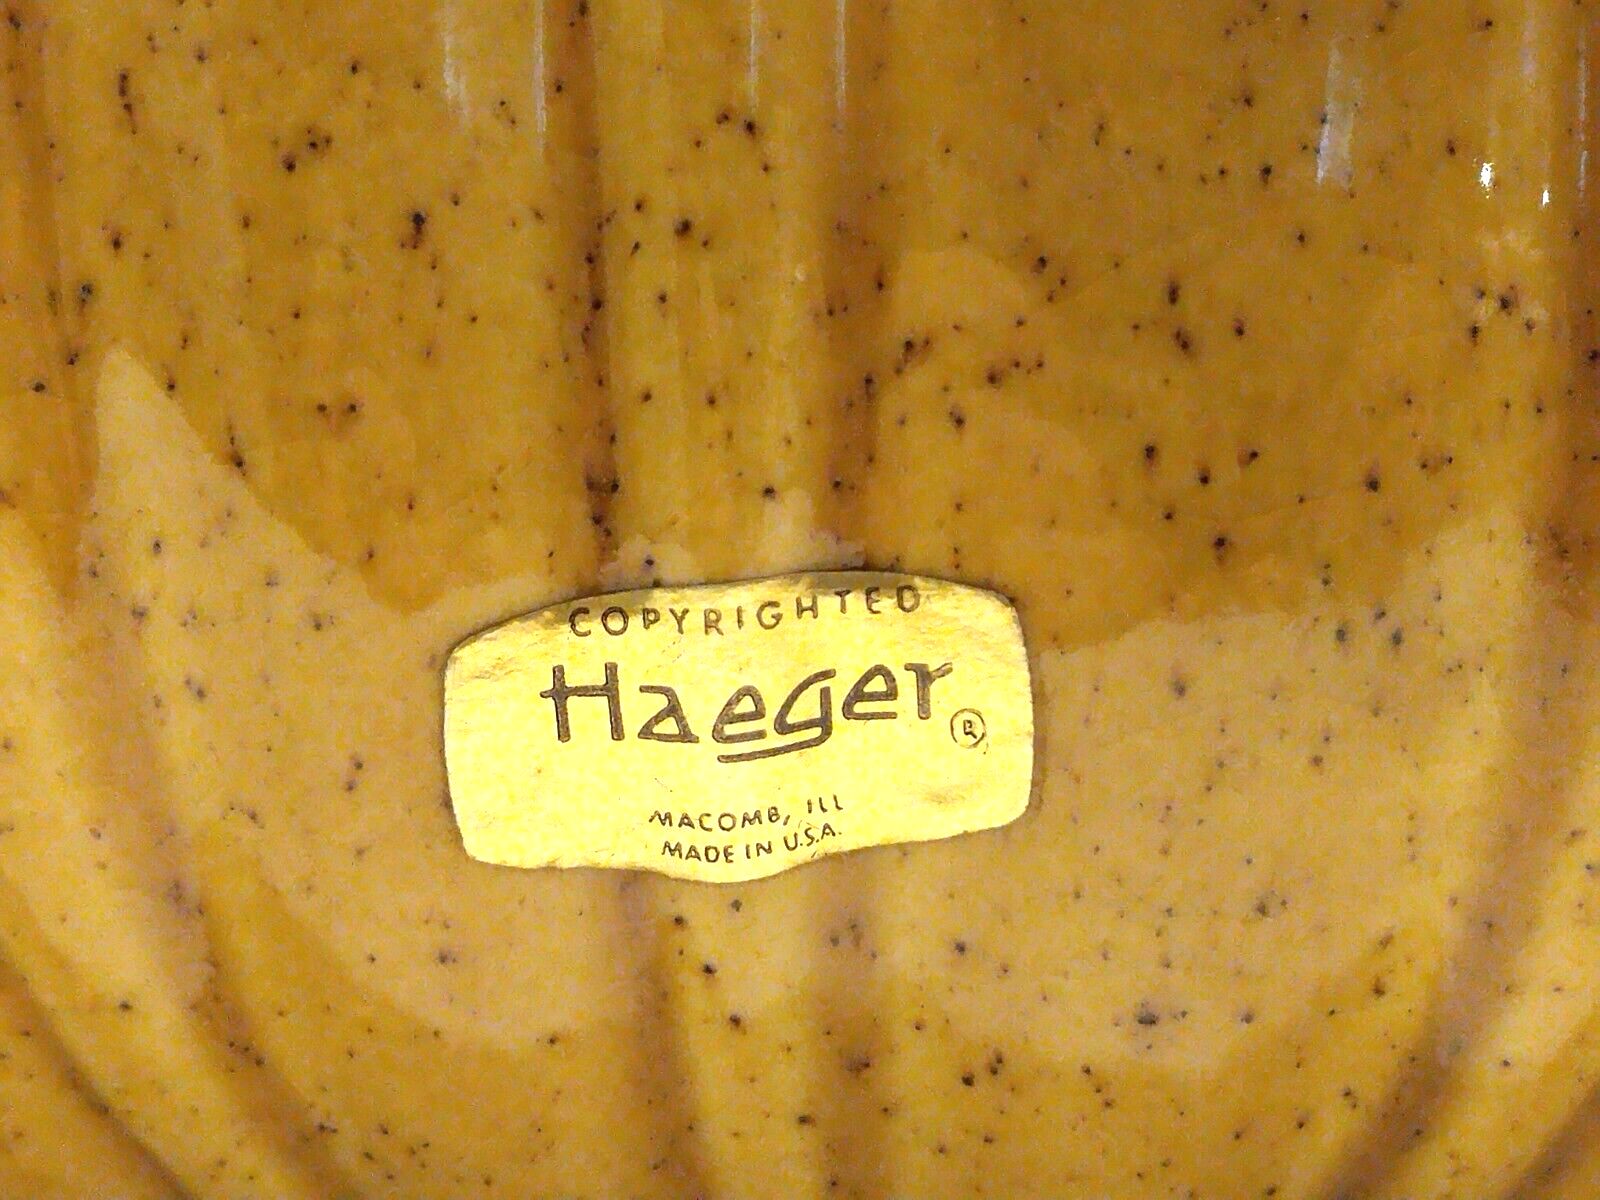 COPYRIGHTED
Haeger ®
MACOMB, ILL
MADE IN U.S.A.